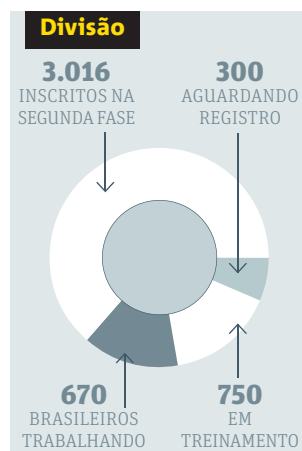 Divisão
3.016
INSCRITOS NA
SEGUNDA FASE
300
AGUARDANDO
REGISTRO
670
BRASILEIROS
TRABALHANDO
750
EM
TREINAMENTO